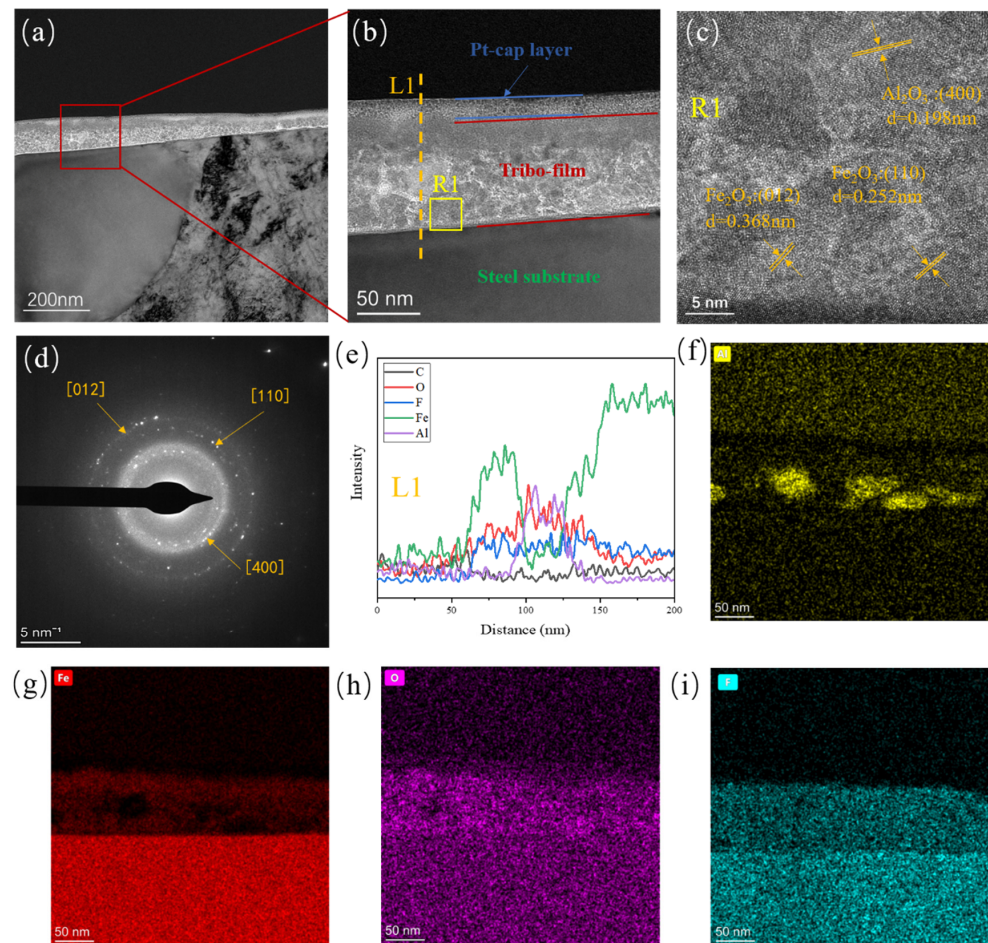 (a)
200nm
(b)
Pt-cap layer
L1
Tribo-film
R1
Steel substrate
50 nm
(c)
R1
Al₂O₃:(400)
d=0.198nm
Fe₂O₃:(110)
d=0.252nm
Fe₂O₃:(012)
d=0.368nm
5 nm
(d)
[012]
[110]
[400]
5 nm⁻¹
(e)
C
O
F
Fe
Al
L1
Intensity
0
50
100
150
200
Distance (nm)
(f)
Al
50 nm
(g)
Fe
50 nm
(h)
O
50 nm
(i)
F
50 nm